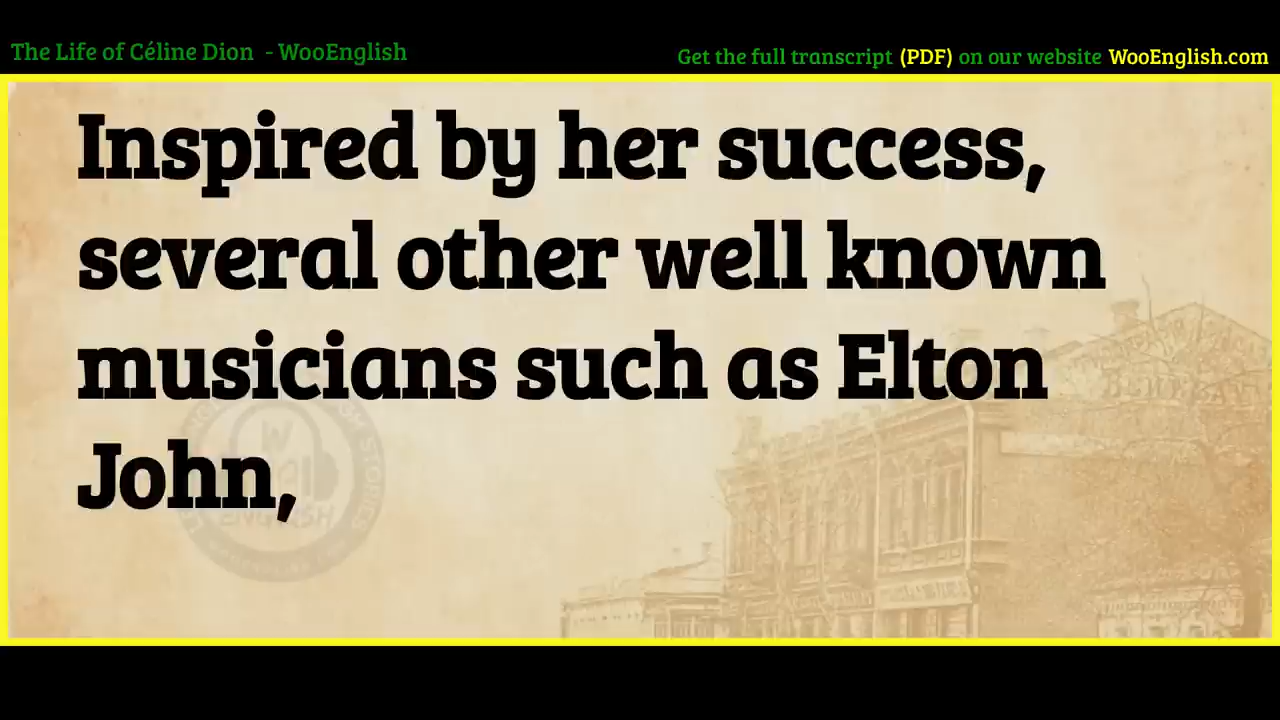 The Life of Céline Dion - WooEnglish
Get the full transcript (PDF) on our website WooEnglish.com
Inspired by her success,
several other well known
musicians such as Elton
John,